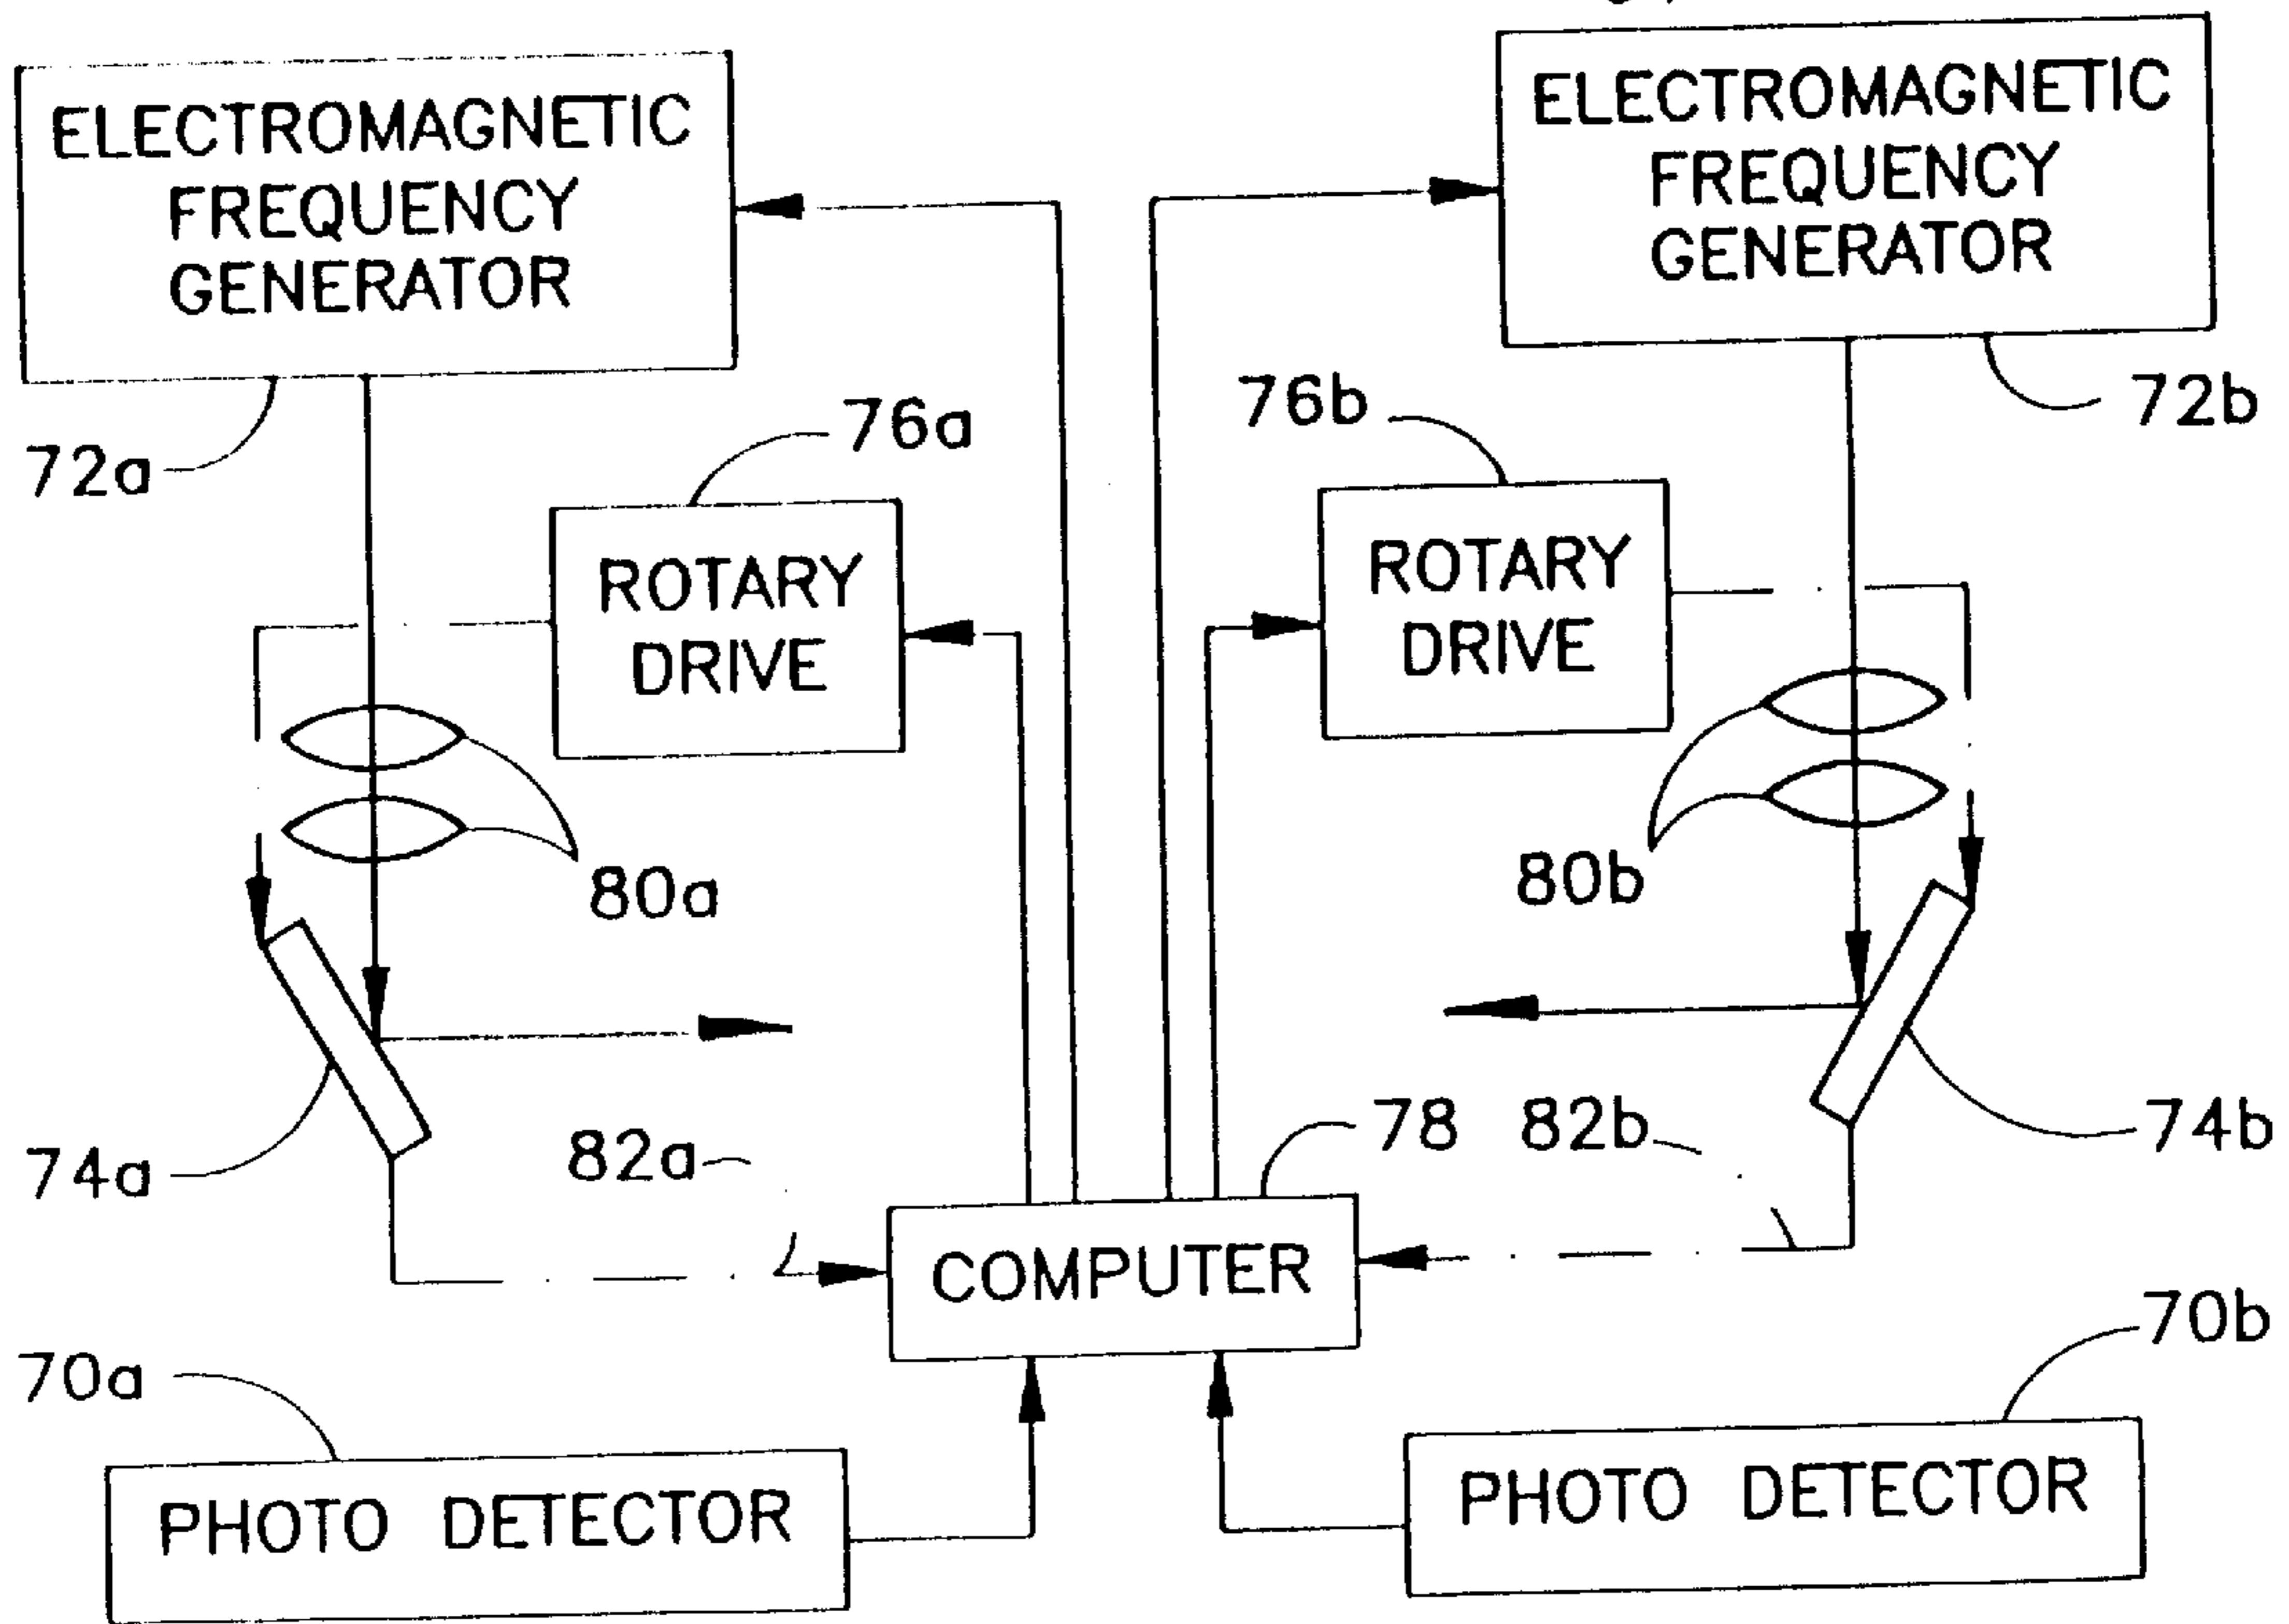 ELECTROMAGNETIC
FREQUENCY
GENERATOR
ELECTROMAGNETIC
FREQUENCY
GENERATOR
72a
76a
76b
72b
ROTARY
DRIVE
ROTARY
DRIVE
80a
80b
74a
82a
78
82b
74b
COMPUTER
70a
70b
PHOTO DETECTOR
PHOTO DETECTOR